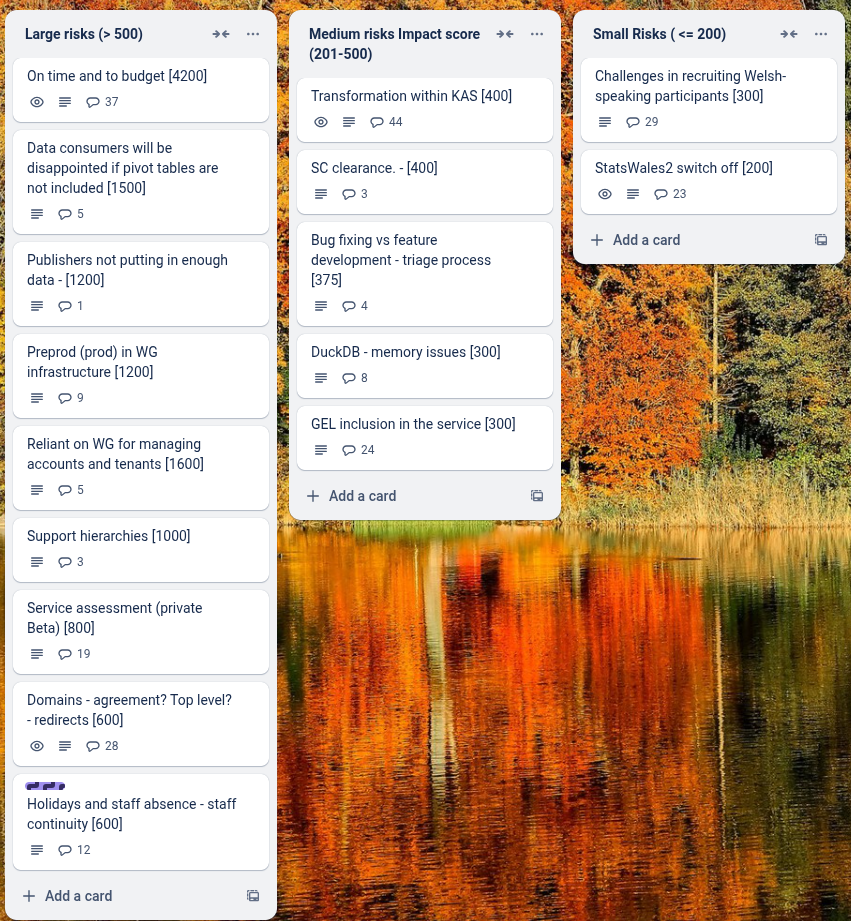 Large risks (> 500)
On time and to budget [4200]
37
Data consumers will be
disappointed if pivot tables are
not included [1500]
5
Publishers not putting in enough
data - [1200]
1
Preprod (prod) in WG
infrastructure [1200]
9
Reliant on WG for managing
accounts and tenants [1600]
5
Support hierarchies [1000]
3
Service assessment (private
Beta) [800]
19
Domains - agreement? Top level?
- redirects [600]
28
Holidays and staff absence - staff
continuity [600]
12
Add a card
Medium risks Impact score
(201-500)
Transformation within KAS [400]
44
SC clearance. - [400]
3
Bug fixing vs feature
development - triage process
[375]
4
DuckDB - memory issues [300]
8
GEL inclusion in the service [300]
24
Add a card
Small Risks ( <= 200)
Challenges in recruiting Welsh-
speaking participants [300]
29
StatsWales2 switch off [200]
23
Add a card